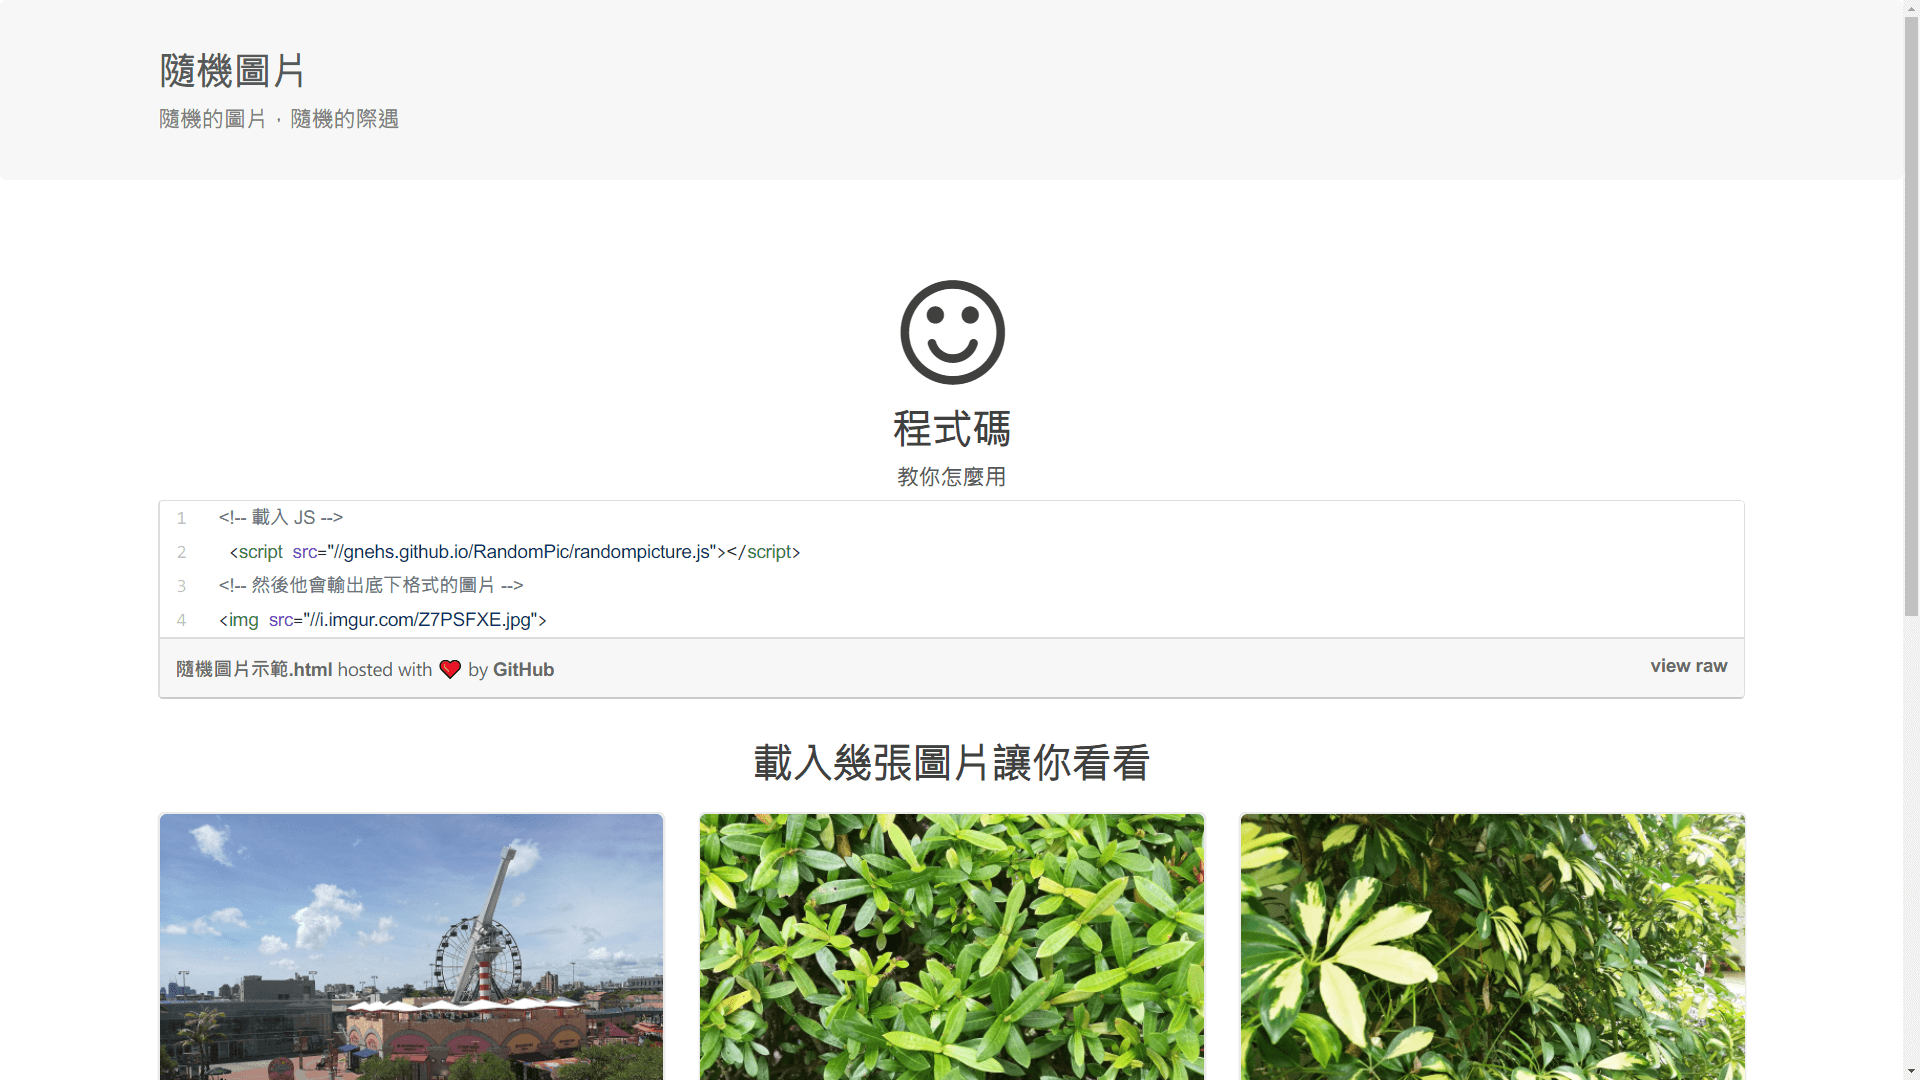 隨機圖片
隨機的圖片，隨機的際遇
程式碼
教你怎麼用
1 <!-- 載入 JS -->
2 <script src="//gnehs.github.io/RandomPic/randompicture.js"></script>
3 <!-- 然後他會輸出底下格式的圖片 -->
4 <img src="//i.imgur.com/Z7PSFXE.jpg">
隨機圖片示範.html hosted with ❤ by GitHub
view raw
載入幾張圖片讓你看看